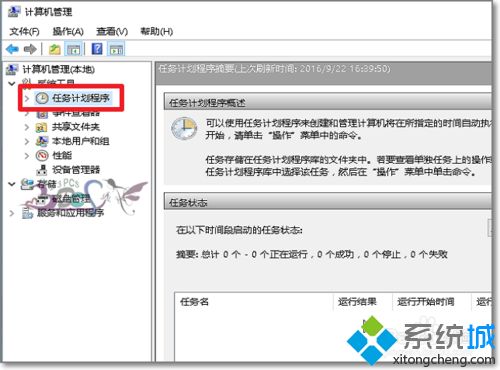 计算机管理
文件(F) 操作(A) 查看(V) 帮助(H)
计算机管理(本地)
系统工具
任务计划程序
事件查看器
共享文件夹
本地用户和组
性能
设备管理器
存储
磁盘管理
服务和应用程序
任务计划程序摘要(上次刷新时间: 2016/9/22 16:39:50)
任务计划程序概述
可以使用任务计划程序来创建和管理计算机将在所指定的时间自动执
开始，请单击“操作”菜单中的命令。
任务存储在任务计划程序库的文件夹中。若要查看单独任务上的操作
任务计划程序库中选择该任务，然后在“操作”菜单中单击命令。
任务状态
在以下时间段启动的任务状态:
摘要: 总计 0 个 - 0 个正在运行，0 个成功，0 个停止，0 个失败
任务名 运行结果 运行开始时间 运行
系统城
xitongcheng.com